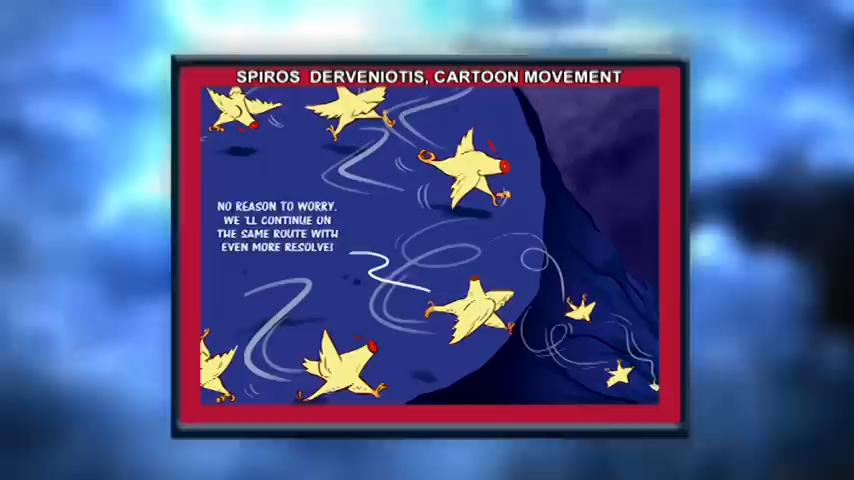 SPIROS DERVENIOTIS, CARTOON MOVEMENT
NO REASON TO WORRY.
WE 'LL CONTINUE ON
THE SAME ROUTE WITH
EVEN MORE RESOLVE!